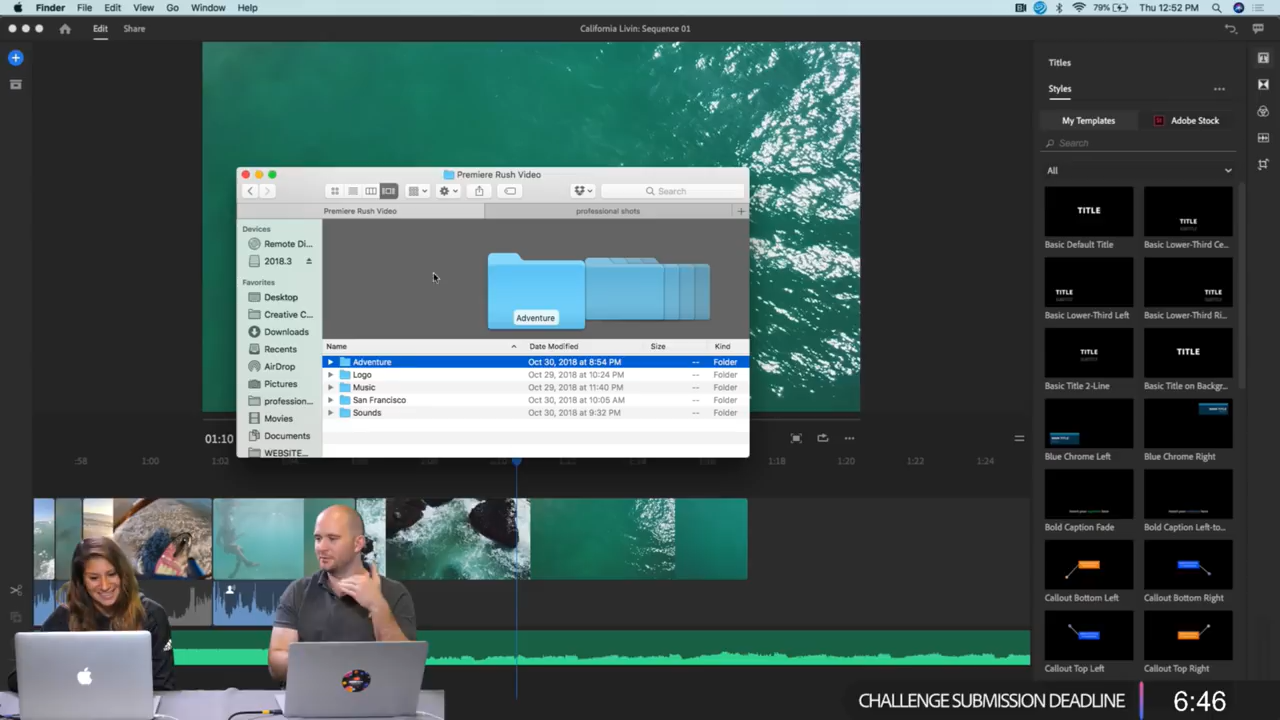 Finder File Edit View Go Window Help 79% Thu 12:52 PM
Edit Share California Livin: Sequence 01
Titles
Styles
My Templates Adobe Stock
Search
All
TITLE TITLE
Basic Default Title Basic Lower-Third Ce...
TITLE TITLE
Basic Lower-Third Left Basic Lower-Third Ri...
TITLE TITLE
Basic Title 2-Line Basic Title on Backgr...
Blue Chrome Left Blue Chrome Right
Bold Caption Fade Bold Caption Left-to...
Callout Bottom Left Callout Bottom Right
Callout Top Left Callout Top Right
Premiere Rush Video
Search
Premiere Rush Video professional shots
Devices
Remote Di...
2018.3
Favorites
Desktop
Creative C...
Downloads
Recents
AirDrop
Pictures
profession...
Movies
Documents
WEBSITE...
Adventure
Name Date Modified Size Kind
Adventure Oct 30, 2018 at 8:54 PM -- Folder
Logo Oct 29, 2018 at 10:24 PM -- Folder
Music Oct 29, 2018 at 11:40 PM -- Folder
San Francisco Oct 30, 2018 at 10:05 AM -- Folder
Sounds Oct 30, 2018 at 9:32 PM -- Folder
01:10
:58 1:00 1:02 1:18 1:20 1:22 1:24
CHALLENGE SUBMISSION DEADLINE 6:46